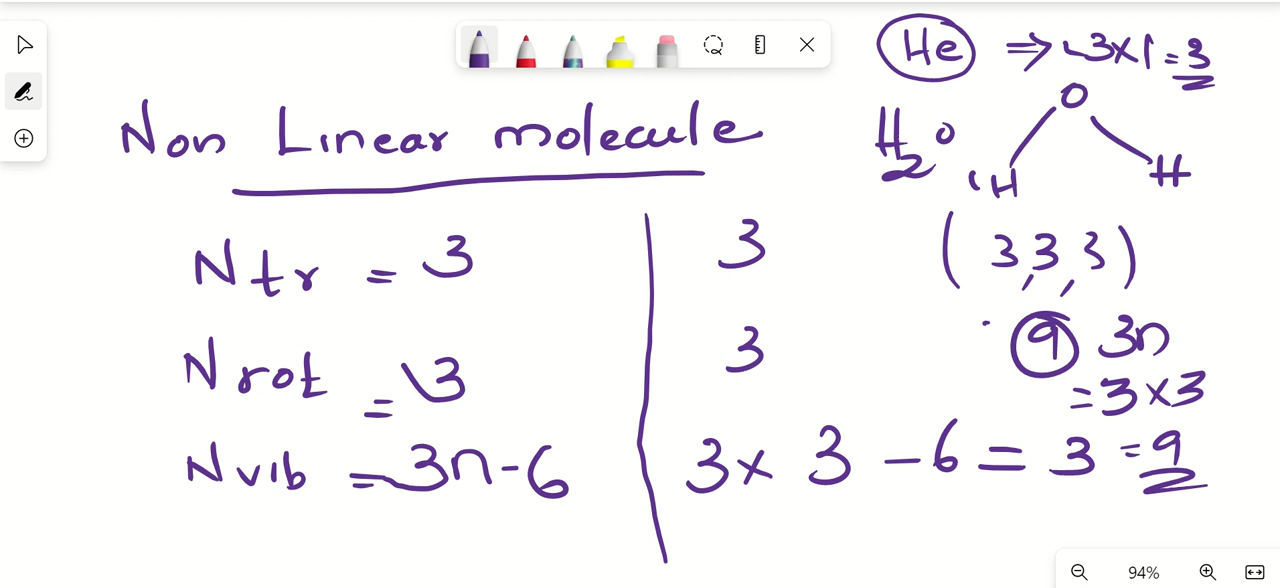 He ⇒ 3×1 = 3
Non Linear molecule
H2O
O
H H
Ntr = 3 3
(3,3,3)
Nrot = 3 3
9 3n
= 3×3
= 9
Nvib = 3n-6 3× 3 - 6 = 3
94%